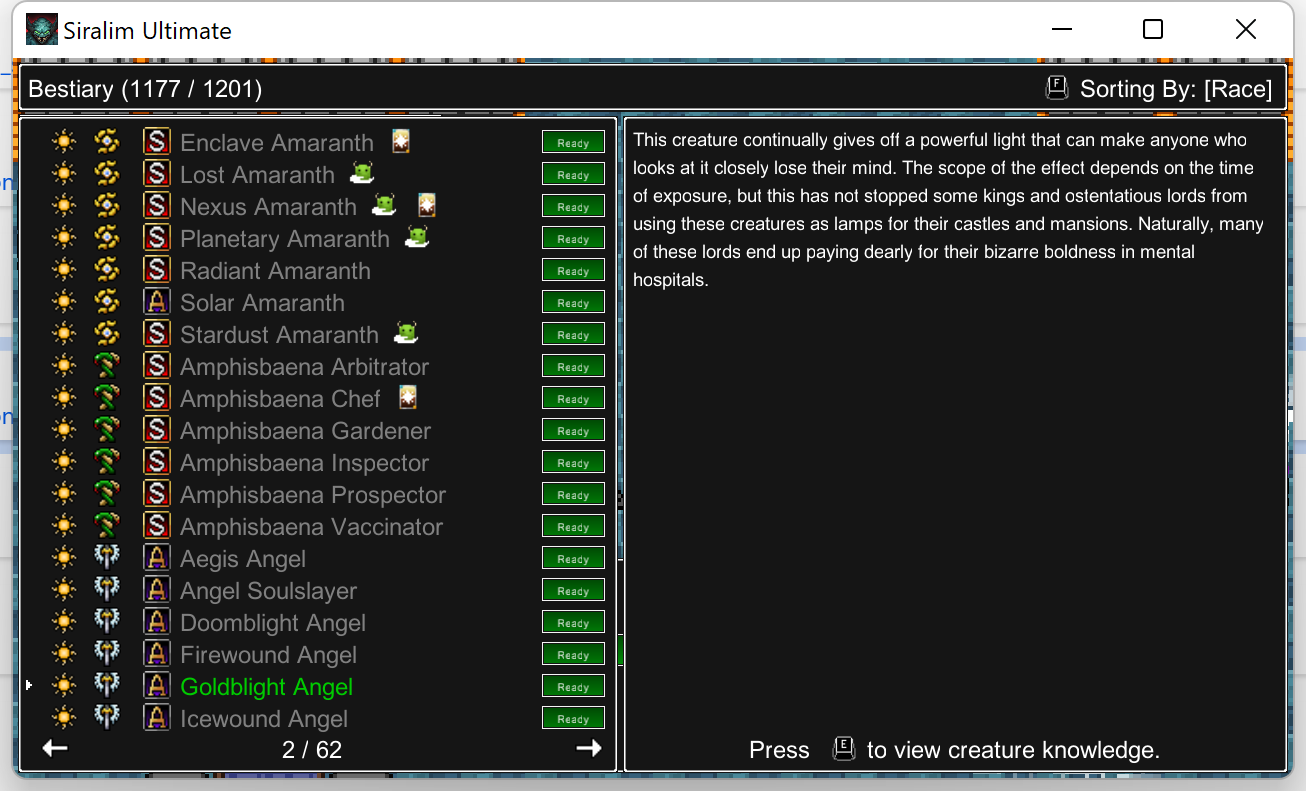 Siralim Ultimate
Bestiary (1177 / 1201)
F Sorting By: [Race]
S Enclave Amaranth Ready
S Lost Amaranth Ready
S Nexus Amaranth Ready
S Planetary Amaranth Ready
S Radiant Amaranth Ready
A Solar Amaranth Ready
S Stardust Amaranth Ready
S Amphisbaena Arbitrator Ready
S Amphisbaena Chef Ready
S Amphisbaena Gardener Ready
S Amphisbaena Inspector Ready
S Amphisbaena Prospector Ready
S Amphisbaena Vaccinator Ready
A Aegis Angel Ready
A Angel Soulslayer Ready
A Doomblight Angel Ready
A Firewound Angel Ready
A Goldblight Angel Ready
A Icewound Angel Ready
2 / 62
This creature continually gives off a powerful light that can make anyone who
looks at it closely lose their mind. The scope of the effect depends on the time
of exposure, but this has not stopped some kings and ostentatious lords from
using these creatures as lamps for their castles and mansions. Naturally, many
of these lords end up paying dearly for their bizarre boldness in mental
hospitals.
Press E to view creature knowledge.